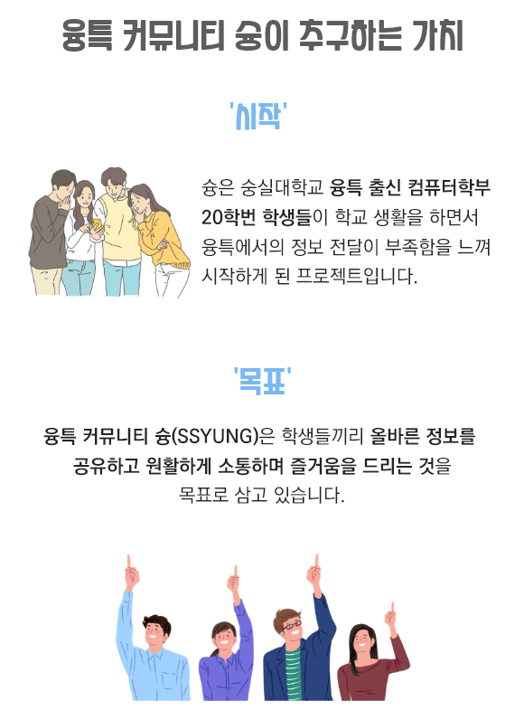 융특 커뮤니티 슝이 추구하는 가치
'시작'
슝은 숭실대학교 융특 출신 컴퓨터학부
20학번 학생들이 학교 생활을 하면서
융특에서의 정보 전달이 부족함을 느껴
시작하게 된 프로젝트입니다.
'목표'
융특 커뮤니티 슝(SSYUNG)은 학생들끼리 올바른 정보를
공유하고 원활하게 소통하며 즐거움을 드리는 것을
목표로 삼고 있습니다.